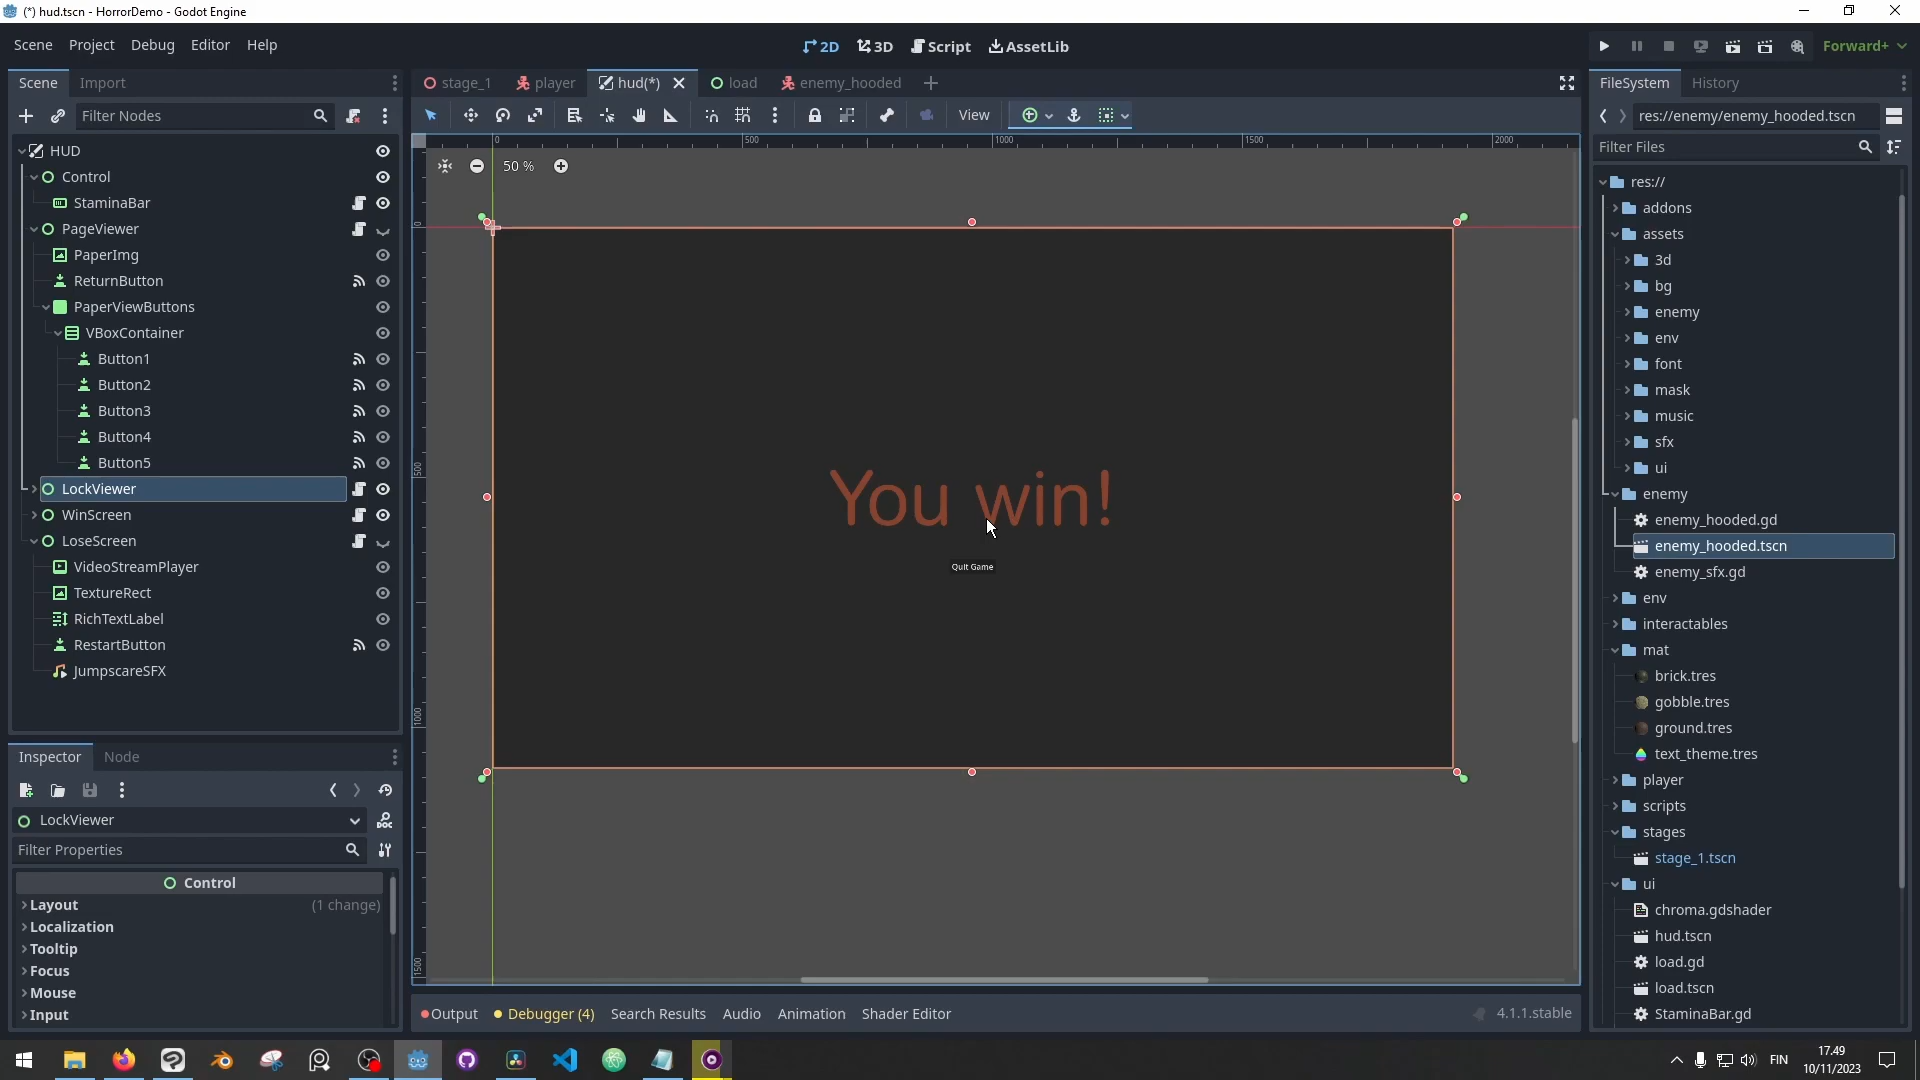 (*) hud.tscn - HorrorDemo - Godot Engine
Scene Project Debug Editor Help
2D 3D Script AssetLib
Forward+
Scene Import
stage_1 player hud(*) load enemy_hooded
FileSystem History
Filter Nodes
View
res://enemy/enemy_hooded.tscn
Filter Files
HUD
Control
StaminaBar
PageViewer
PaperImg
ReturnButton
PaperViewButtons
VBoxContainer
Button1
Button2
Button3
Button4
Button5
LockViewer
WinScreen
LoseScreen
VideoStreamPlayer
TextureRect
RichTextLabel
RestartButton
JumpscareSFX
0 500 1000 1500 2000
50 %
0
500
1000
1500
You win!
Quit Game
res://
addons
assets
3d
bg
enemy
env
font
mask
music
sfx
ui
enemy
enemy_hooded.gd
enemy_hooded.tscn
enemy_sfx.gd
env
interactables
mat
brick.tres
gobble.tres
ground.tres
text_theme.tres
player
scripts
stages
stage_1.tscn
ui
chroma.gdshader
hud.tscn
load.gd
load.tscn
StaminaBar.gd
Inspector Node
LockViewer
DOC
Filter Properties
Control
Layout (1 change)
Localization
Tooltip
Focus
Mouse
Input
Output Debugger (4) Search Results Audio Animation Shader Editor
4.1.1.stable
FIN
17.49
10/11/2023